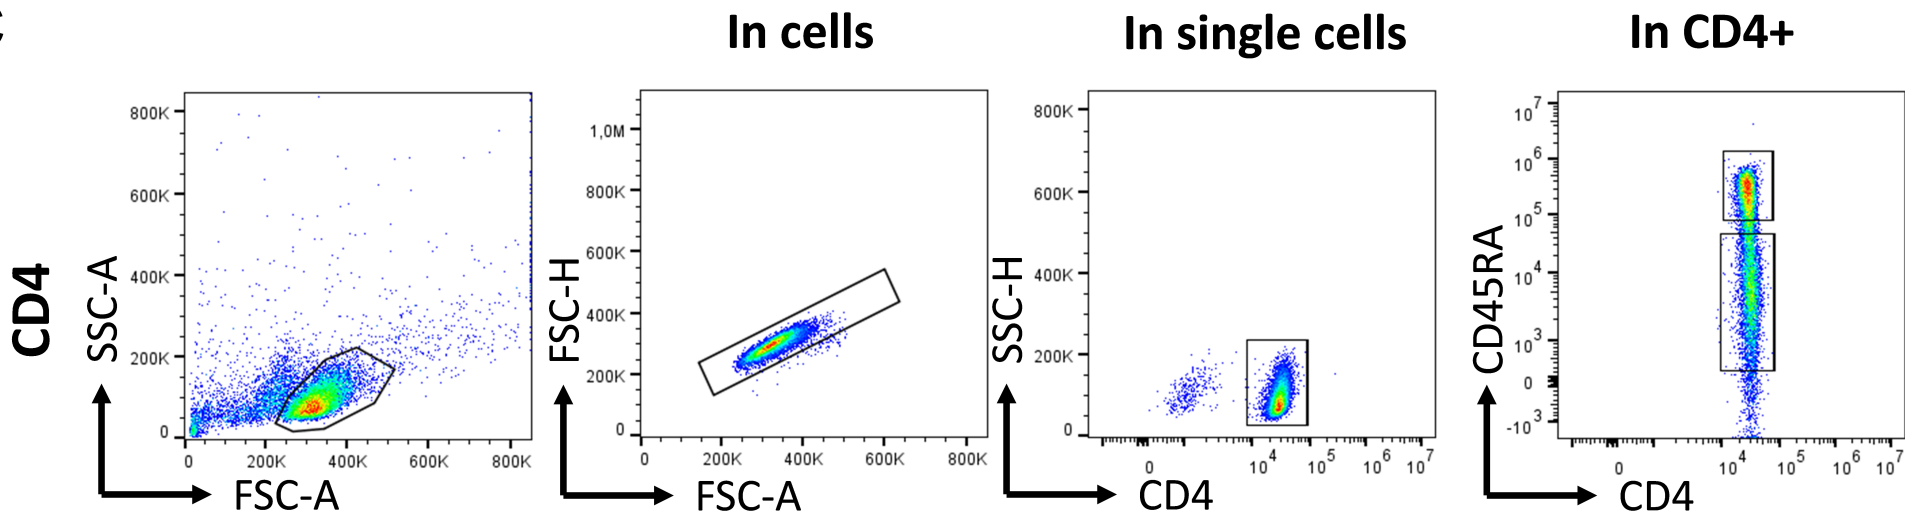 In cells
In single cells
In CD4+
CD4
SSC-A
800K
600K
400K
200K
0
0 200K 400K 600K 800K
FSC-A
FSC-H
1,0M
800K
600K
400K
200K
0
0 200K 400K 600K 800K
FSC-A
SSC-H
800K
600K
400K
200K
0
0 10^4 10^5 10^6 10^7
CD4
CD45RA
10^7
10^6
10^5
10^4
10^3
0
-10^3
0 10^4 10^5 10^6 10^7
CD4